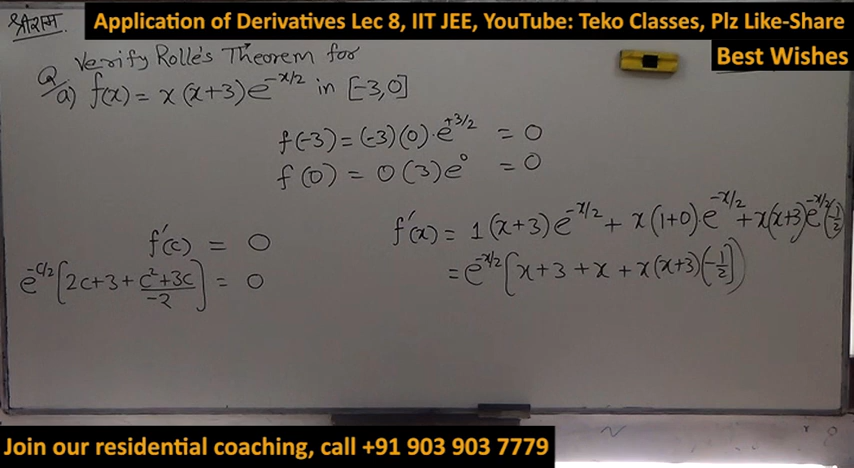 Application of Derivatives Lec 8, IIT JEE, YouTube: Teko Classes, Plz Like-Share
Best Wishes
श्रीराम
Q Verify Rolle's Theorem for
a) f(x) = x(x+3)e^{-x/2} in [-3,0]
f(-3) = (-3)(0)·e^{+3/2} = 0
f(0) = 0(3)e^0 = 0
f'(x) = 1(x+3)e^{-x/2} + x(1+0)e^{-x/2} + x(x+3)e^{-x/2}(-1/2)
= e^{-x/2}[x+3+x+x(x+3)(-1/2)]
f'(c) = 0
e^{-c/2}[2c+3+(c²+3c)/-2] = 0
Join our residential coaching, call +91 903 903 7779